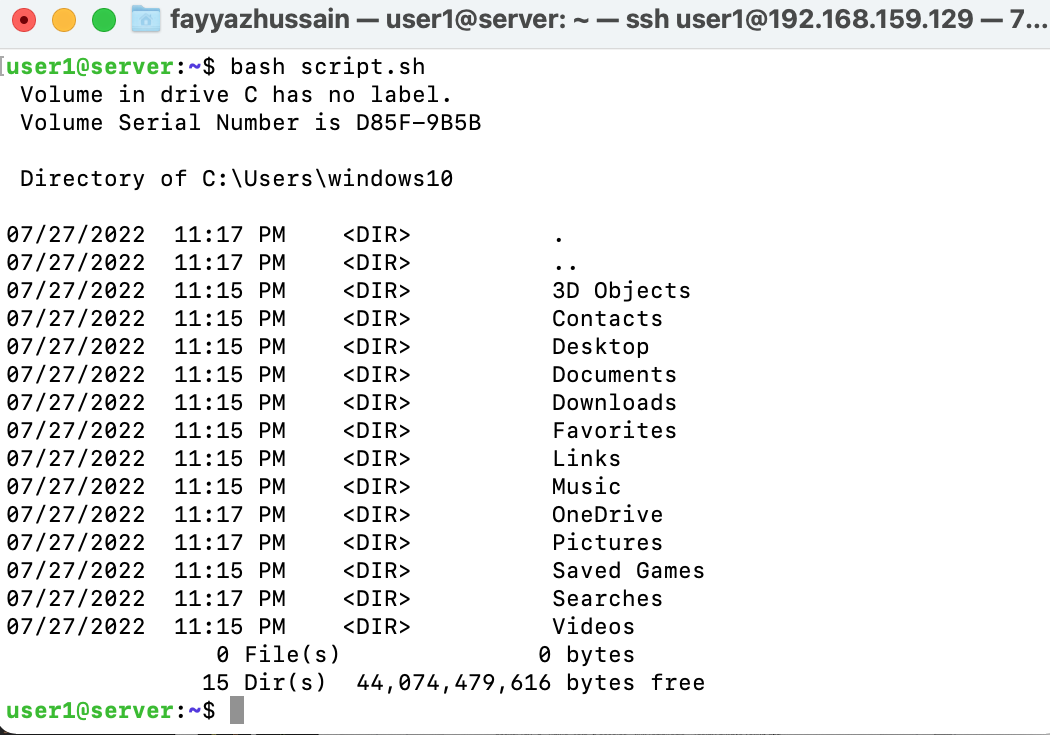 fayyazhussain — user1@server: ~ — ssh user1@192.168.159.129 — 7...
[user1@server:~$ bash script.sh
 Volume in drive C has no label.
 Volume Serial Number is D85F-9B5B

 Directory of C:\Users\windows10

07/27/2022  11:17 PM    <DIR>          .
07/27/2022  11:17 PM    <DIR>          ..
07/27/2022  11:15 PM    <DIR>          3D Objects
07/27/2022  11:15 PM    <DIR>          Contacts
07/27/2022  11:15 PM    <DIR>          Desktop
07/27/2022  11:15 PM    <DIR>          Documents
07/27/2022  11:15 PM    <DIR>          Downloads
07/27/2022  11:15 PM    <DIR>          Favorites
07/27/2022  11:15 PM    <DIR>          Links
07/27/2022  11:15 PM    <DIR>          Music
07/27/2022  11:17 PM    <DIR>          OneDrive
07/27/2022  11:17 PM    <DIR>          Pictures
07/27/2022  11:15 PM    <DIR>          Saved Games
07/27/2022  11:17 PM    <DIR>          Searches
07/27/2022  11:15 PM    <DIR>          Videos
               0 File(s)              0 bytes
              15 Dir(s)  44,074,479,616 bytes free
user1@server:~$